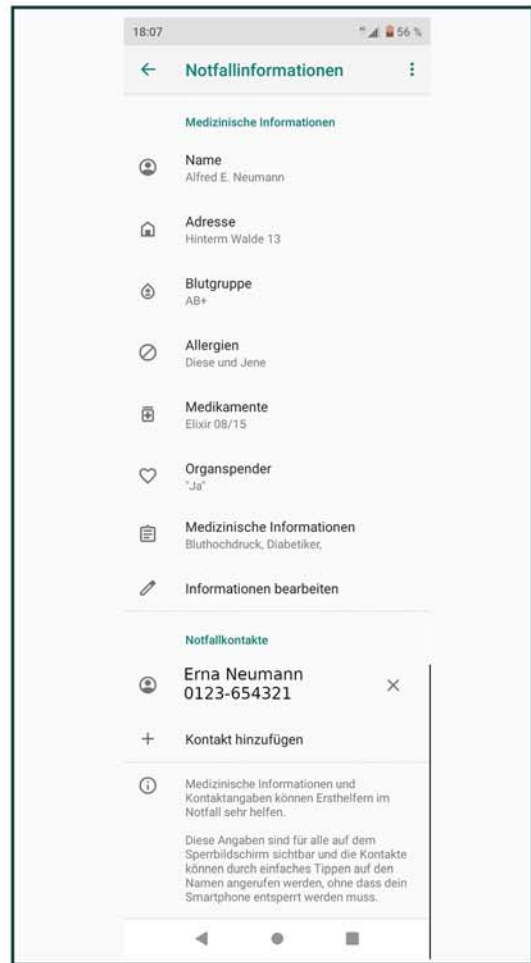 18:07
56 %
Notfallinformationen
Medizinische Informationen
Name
Alfred E. Neumann
Adresse
Hinterm Walde 13
Blutgruppe
AB+
Allergien
Diese und Jene
Medikamente
Elixir 08/15
Organspender
"Ja"
Medizinische Informationen
Bluthochdruck, Diabetiker,
Informationen bearbeiten
Notfallkontakte
Erna Neumann
0123-654321
Kontakt hinzufügen
Medizinische Informationen und
Kontaktangaben können Ersthelfern im
Notfall sehr helfen.
Diese Angaben sind für alle auf dem
Sperrbildschirm sichtbar und die Kontakte
können durch einfaches Tippen auf den
Namen angerufen werden, ohne dass dein
Smartphone entsperrt werden muss.